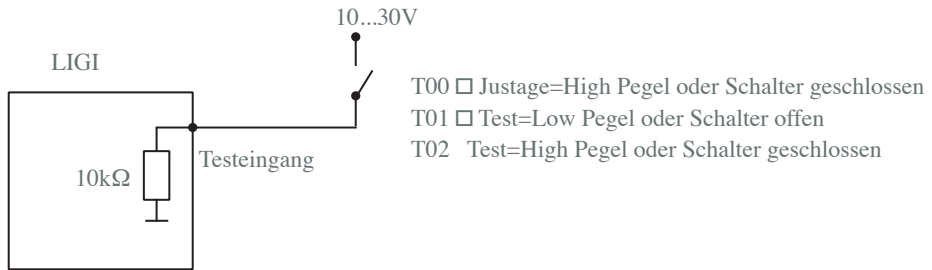 10...30V
LIGI
T00 □ Justage=High Pegel oder Schalter geschlossen
T01 □ Test=Low Pegel oder Schalter offen
T02 Test=High Pegel oder Schalter geschlossen
Testeingang
10kΩ